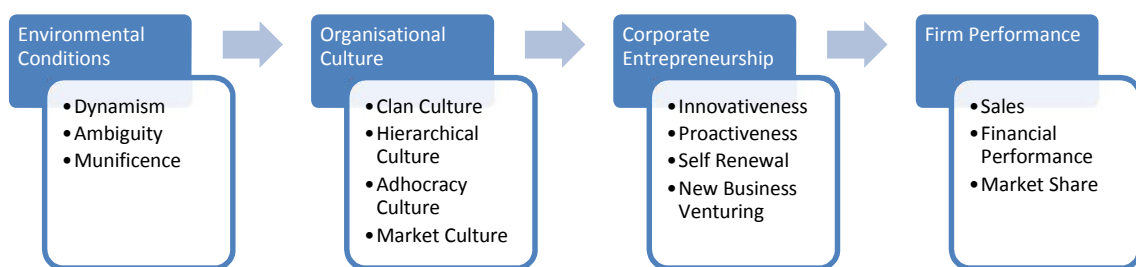 Environmental
Conditions
•Dynamism
•Ambiguity
•Munificence
Organisational
Culture
•Clan Culture
•Hierarchical
Culture
•Adhocracy
Culture
•Market Culture
Corporate
Entrepreneurship
•Innovativeness
•Proactiveness
•Self Renewal
•New Business
Venturing
Firm Performance
•Sales
•Financial
Performance
•Market Share